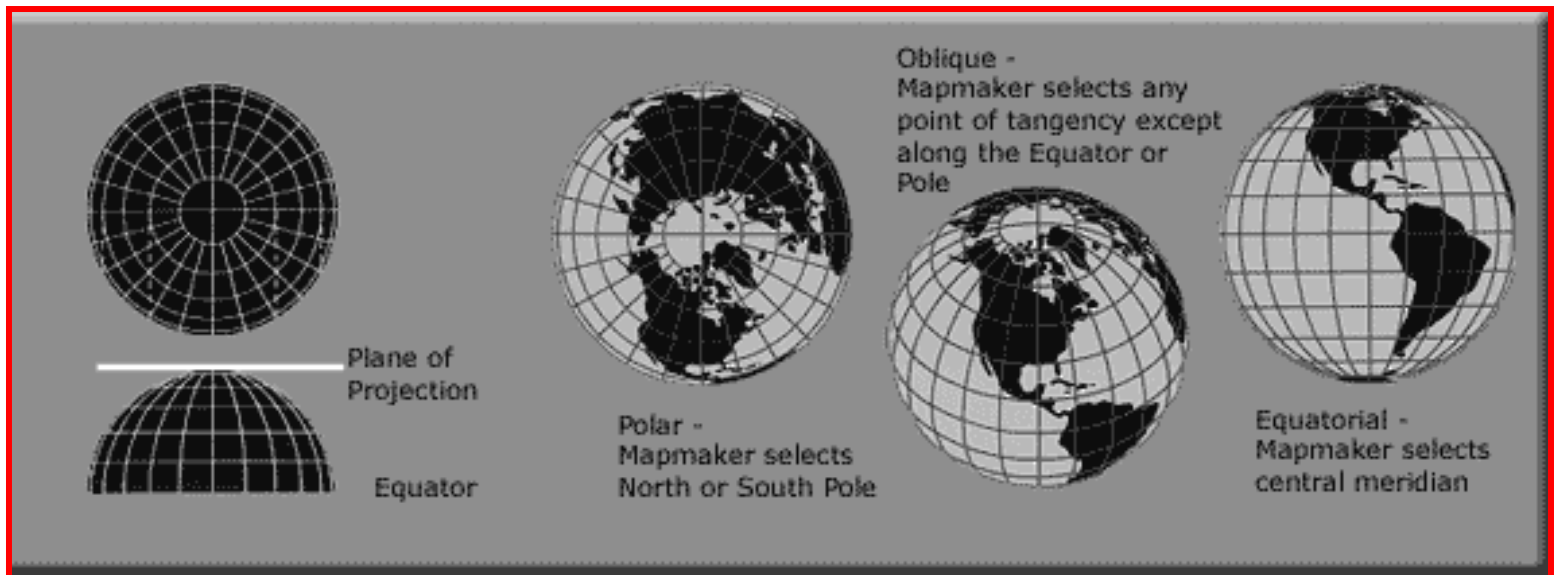 Plane of
Projection
Equator
Polar -
Mapmaker selects
North or South Pole
Oblique -
Mapmaker selects any
point of tangency except
along the Equator or
Pole
Equatorial -
Mapmaker selects
central meridian